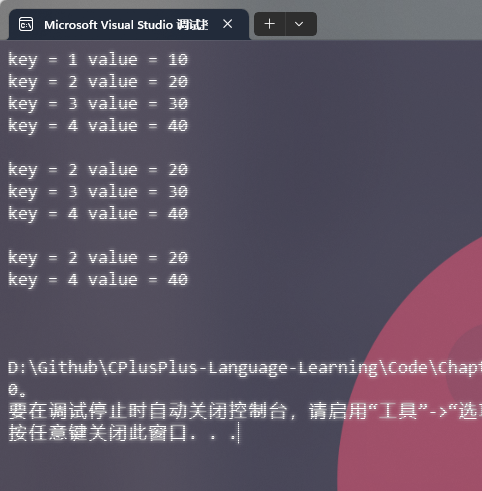 Microsoft Visual Studio 调试
key = 1 value = 10
key = 2 value = 20
key = 3 value = 30
key = 4 value = 40
key = 2 value = 20
key = 3 value = 30
key = 4 value = 40
key = 2 value = 20
key = 4 value = 40
D:\Github\CPlusPlus-Language-Learning\Code\Chapt
0。
要在调试停止时自动关闭控制台，请启用“工具”->“选
按任意键关闭此窗口. . .